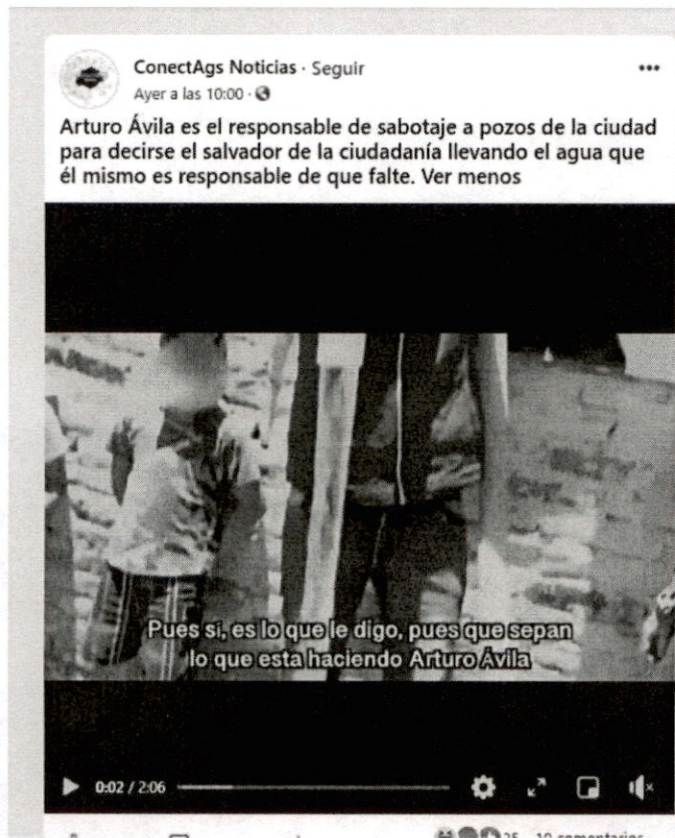 ConectAgs Noticias · Seguir
Ayer a las 10:00 ·
Arturo Ávila es el responsable de sabotaje a pozos de la ciudad
para decirse el salvador de la ciudadanía llevando el agua que
él mismo es responsable de que falte. Ver menos
Pues sí, es lo que le digo, pues que sepan
lo que esta haciendo Arturo Ávila
0:02 / 2:06
10 comentarios